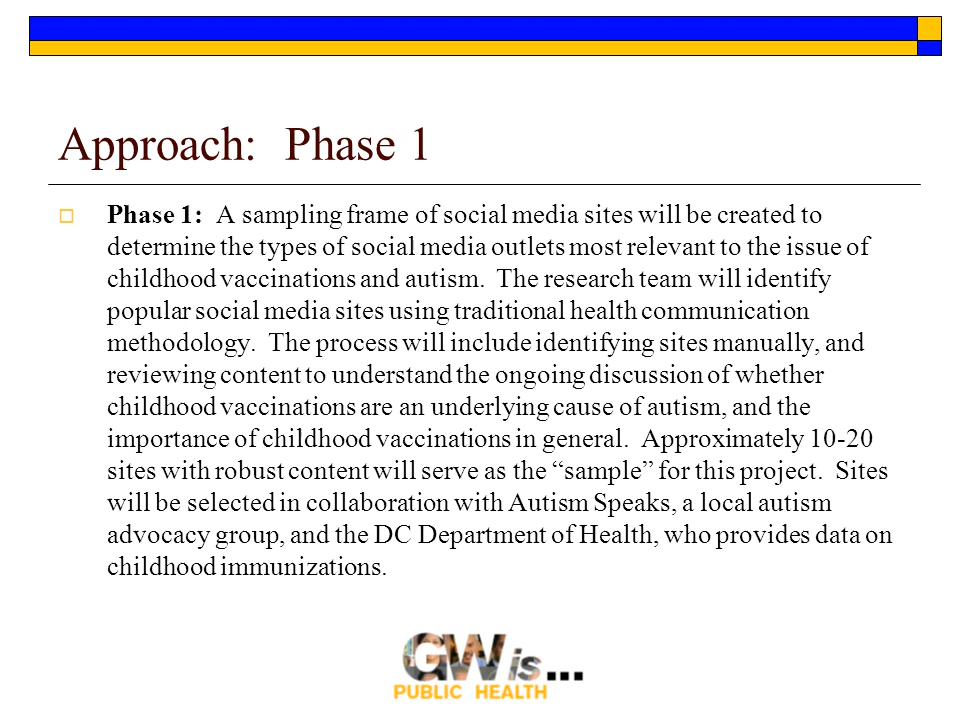 Approach:  Phase 1
Phase 1:  A sampling frame of social media sites will be created to
determine the types of social media outlets most relevant to the issue of
childhood vaccinations and autism.  The research team will identify
popular social media sites using traditional health communication
methodology.  The process will include identifying sites manually, and
reviewing content to understand the ongoing discussion of whether
childhood vaccinations are an underlying cause of autism, and the
importance of childhood vaccinations in general.  Approximately 10-20
sites with robust content will serve as the “sample” for this project.  Sites
will be selected in collaboration with Autism Speaks, a local autism
advocacy group, and the DC Department of Health, who provides data on
childhood immunizations.
GWis...
PUBLIC HEALTH